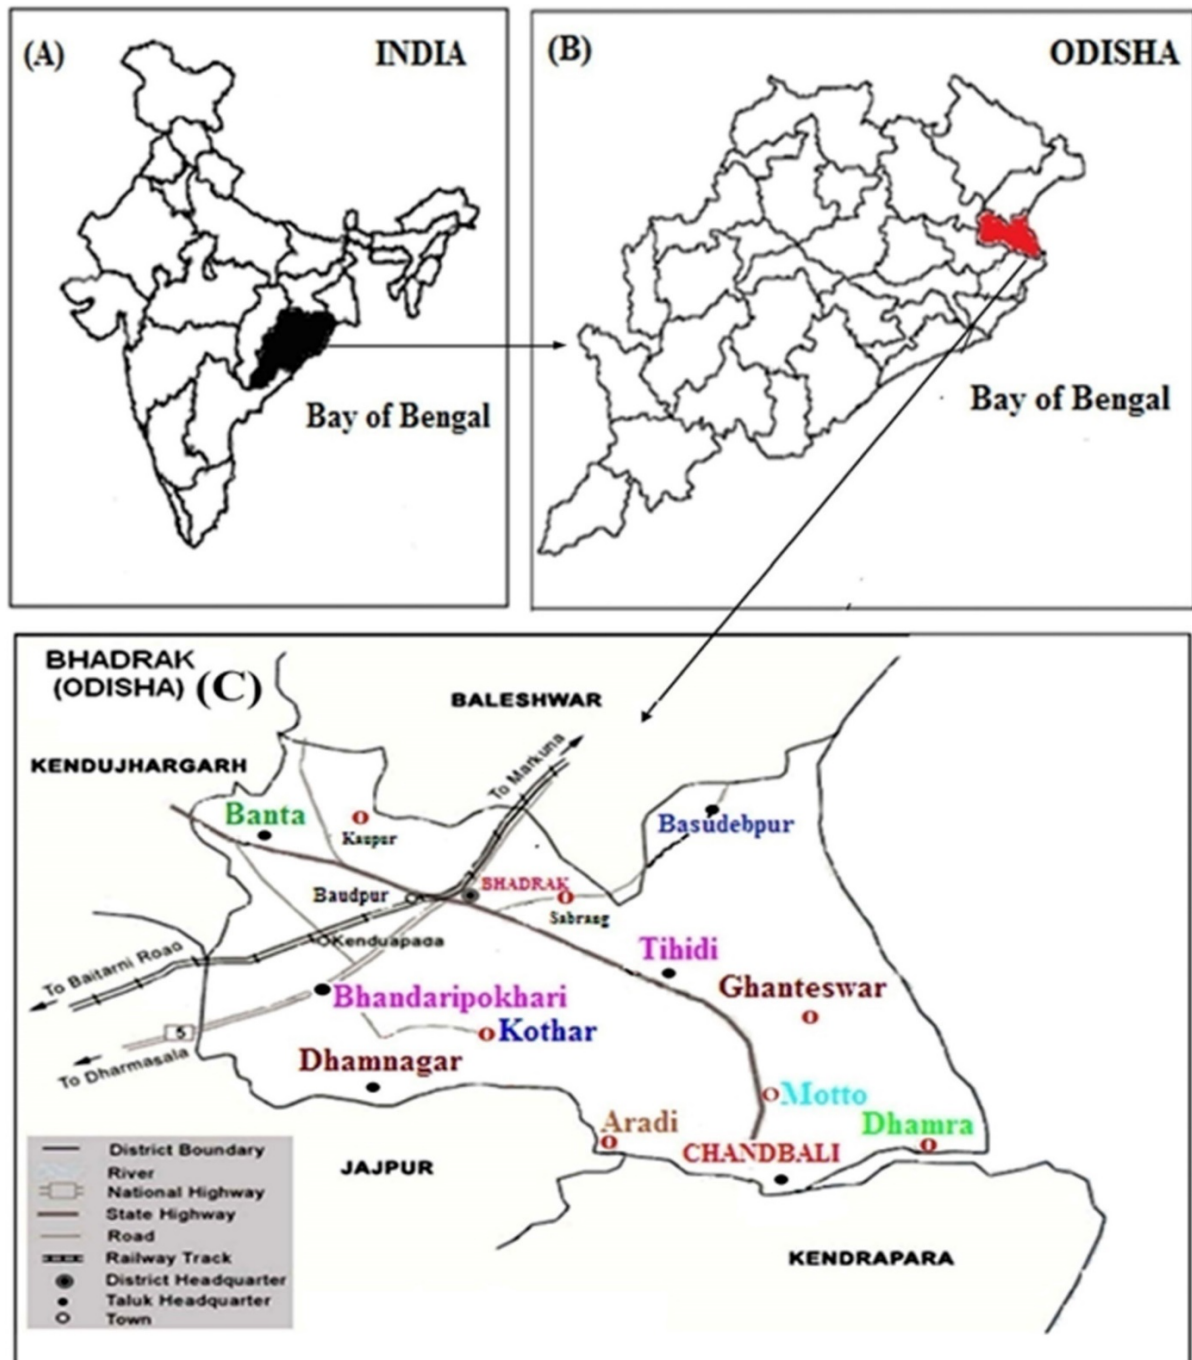 (A)
INDIA
Bay of Bengal
(B)
ODISHA
Bay of Bengal
BHADRAK
(ODISHA) (C)
BALESHWAR
KENDUJHARGARH
To Markuna
Banta
Kaupur
Basudebpur
BHADRAK
Baudpur
Sabrang
Kenduapada
Tihidi
To Baitarni Road
Ghanteswar
Bhandaripokhari
5
Kothar
To Dharmasala
Dhamnagar
Motto
Aradi
Dhamra
CHANDBALI
JAJPUR
KENDRAPARA
District Boundary
River
National Highway
State Highway
Road
Railway Track
District Headquarter
Taluk Headquarter
Town